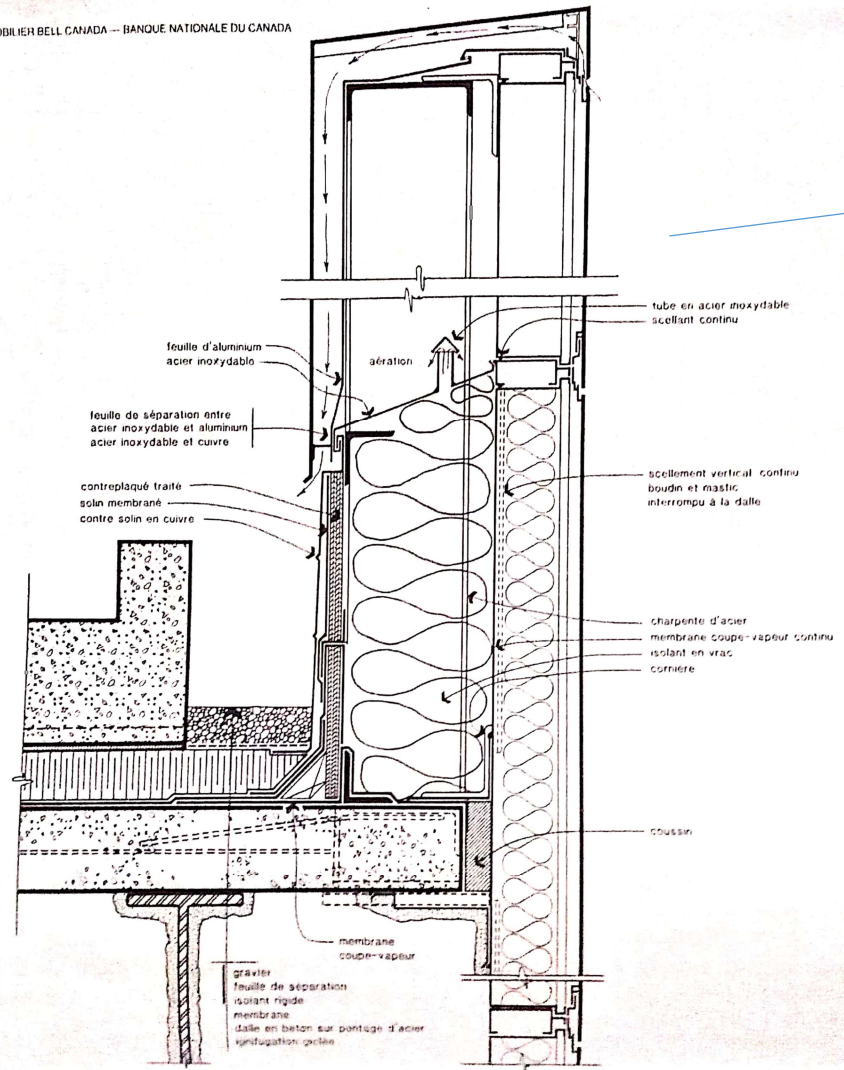 OBILIER BELL CANADA — BANQUE NATIONALE DU CANADA
tube en acier inoxydable
scellant continu
feuille d'aluminium
acier inoxydable
aération
feuille de séparation entre
acier inoxydable et aluminium
acier inoxydable et cuivre
contreplaqué traité
solin membrané
contre solin en cuivre
scellement vertical continu
boudin et mastic
interrompu à la dalle
charpente d'acier
membrane coupe-vapeur continu
isolant en vrac
cornière
coussin
membrane
coupe-vapeur
gravier
feuille de séparation
isolant rigide
membrane
dalle en béton sur pontage d'acier
ignifugation giclée